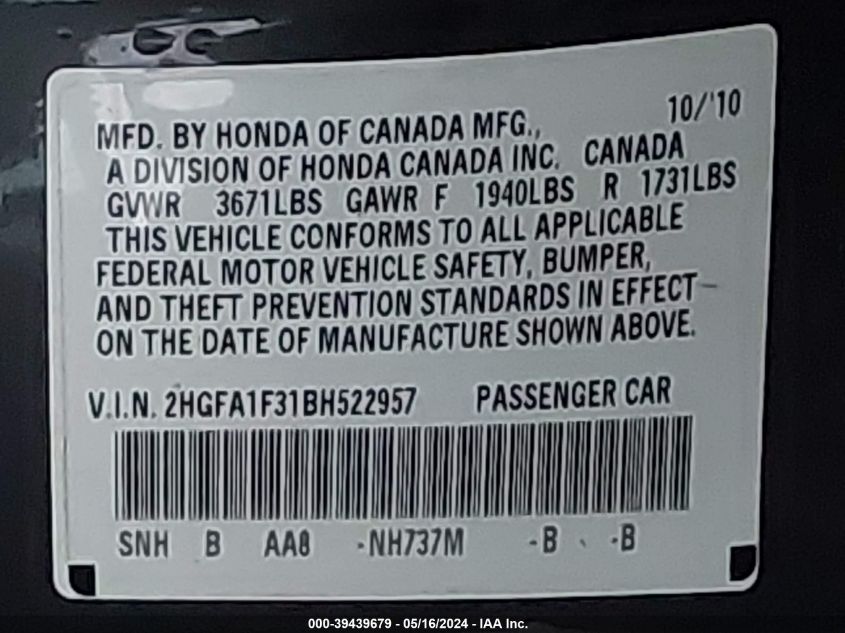 10/'10
MFD. BY HONDA OF CANADA MFG.,
A DIVISION OF HONDA CANADA INC. CANADA
GVWR 3671LBS GAWR F 1940LBS R 1731LBS
THIS VEHICLE CONFORMS TO ALL APPLICABLE
FEDERAL MOTOR VEHICLE SAFETY, BUMPER,
AND THEFT PREVENTION STANDARDS IN EFFECT
ON THE DATE OF MANUFACTURE SHOWN ABOVE.
V.I.N. 2HGFA1F31BH522957 PASSENGER CAR
SNH B AA8 -NH737M -B -B
000-39439679 - 05/16/2024 - IAA Inc.